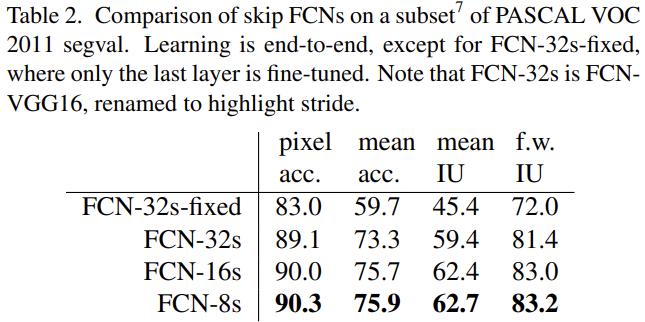 Table 2. Comparison of skip FCNs on a subset⁷ of PASCAL VOC
2011 segval. Learning is end-to-end, except for FCN-32s-fixed,
where only the last layer is fine-tuned. Note that FCN-32s is FCN-
VGG16, renamed to highlight stride.
pixel mean mean f.w.
acc. acc. IU IU
FCN-32s-fixed 83.0 59.7 45.4 72.0
FCN-32s 89.1 73.3 59.4 81.4
FCN-16s 90.0 75.7 62.4 83.0
FCN-8s 90.3 75.9 62.7 83.2